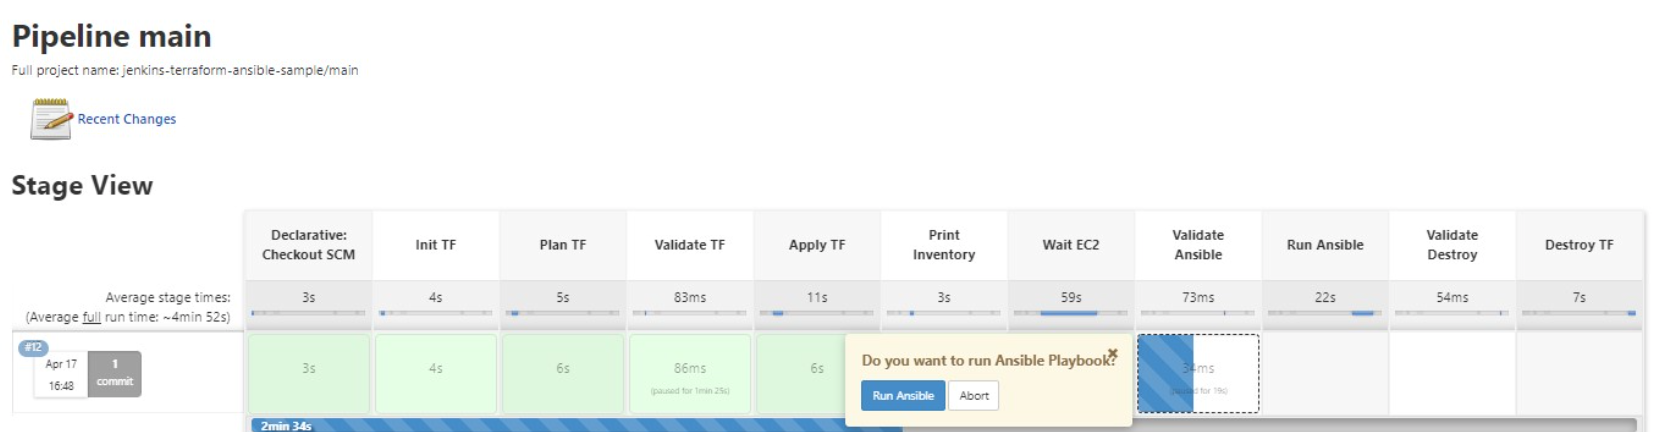 Pipeline main
Full project name: jenkins-terraform-ansible-sample/main
Recent Changes
Stage View
Declarative:
Checkout SCM
Init TF
Plan TF
Validate TF
Apply TF
Print
Inventory
Wait EC2
Validate
Ansible
Run Ansible
Validate
Destroy
Destroy TF
Average stage times:
(Average full run time: ~4min 52s)
3s
4s
5s
83ms
11s
3s
59s
73ms
22s
54ms
7s
#12
Apr 17
16:48
1
commit
3s
4s
6s
86ms
(paused for 1min 25s)
6s
Do you want to run Ansible Playbook?
Run Ansible
Abort
34ms
(paused for 19s)
2min 34s